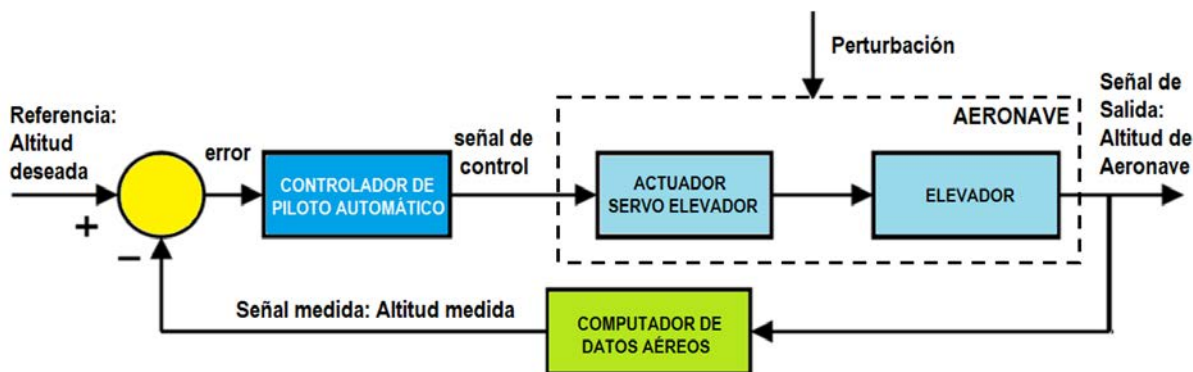 Perturbación
Referencia:
Altitud
deseada
+
−
error
CONTROLADOR DE
PILOTO AUTOMÁTICO
señal de
control
AERONAVE
ACTUADOR
SERVO ELEVADOR
ELEVADOR
Señal de
Salida:
Altitud de
Aeronave
Señal medida: Altitud medida
COMPUTADOR DE
DATOS AÉREOS